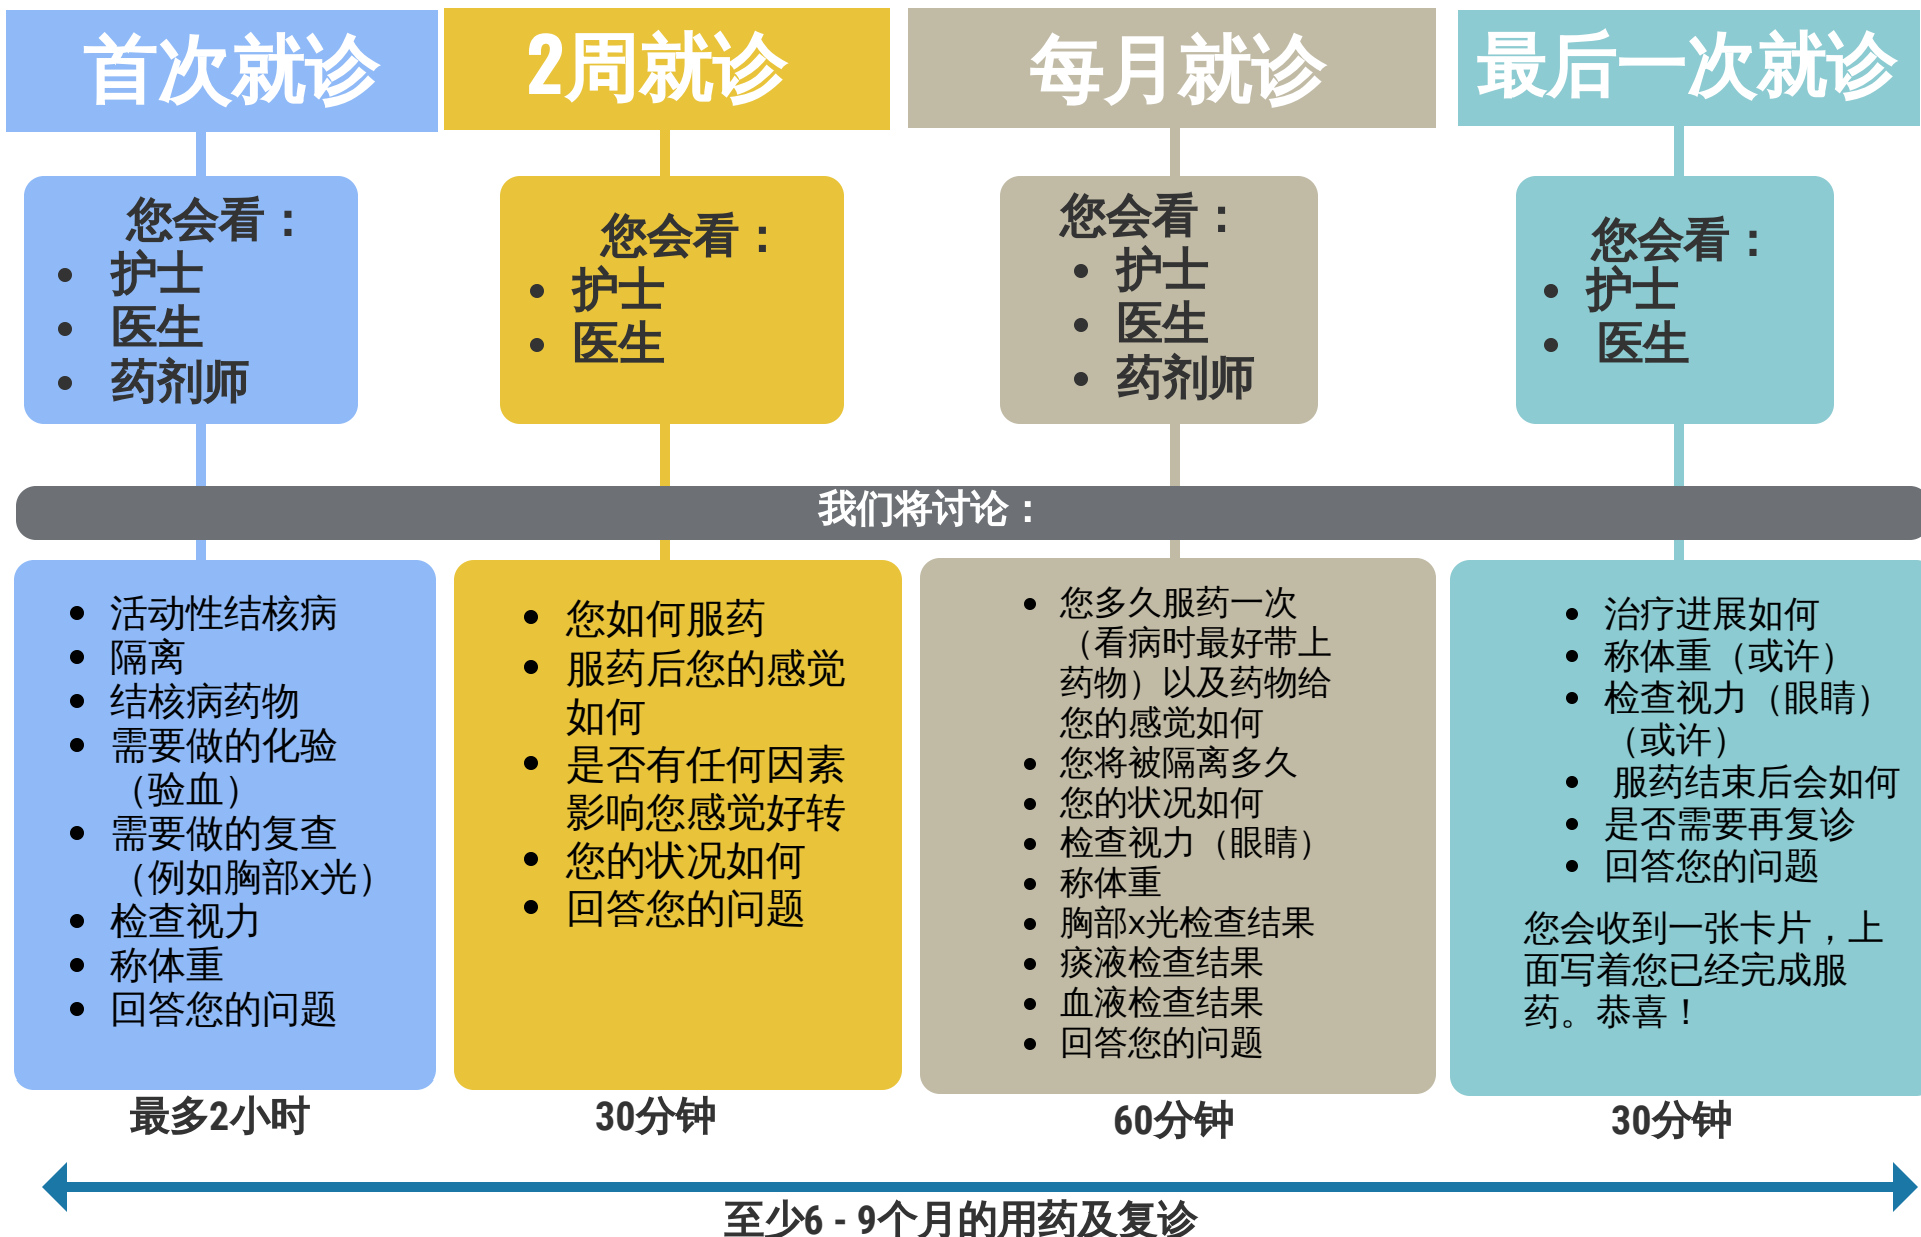 首次就诊
您会看：
• 护士
• 医生
• 药剂师
2周就诊
您会看：
• 护士
• 医生
每月就诊
您会看：
• 护士
• 医生
• 药剂师
最后一次就诊
您会看：
• 护士
• 医生
我们将讨论：
• 活动性结核病
• 隔离
• 结核病药物
• 需要做的化验
（验血）
• 需要做的复查
（例如胸部x光）
• 检查视力
• 称体重
• 回答您的问题
最多2小时
• 您如何服药
• 服药后您的感觉
如何
• 是否有任何因素
影响您感觉好转
• 您的状况如何
• 回答您的问题
30分钟
• 您多久服药一次
（看病时最好带上
药物）以及药物给
您的感觉如何
• 您将被隔离多久
• 您的状况如何
• 检查视力（眼睛）
• 称体重
• 胸部x光检查结果
• 痰液检查结果
• 血液检查结果
• 回答您的问题
60分钟
• 治疗进展如何
• 称体重（或许）
• 检查视力（眼睛）
（或许）
• 服药结束后会如何
• 是否需要再复诊
• 回答您的问题
您会收到一张卡片，上
面写着您已经完成服
药。恭喜！
30分钟
至少6 - 9个月的用药及复诊